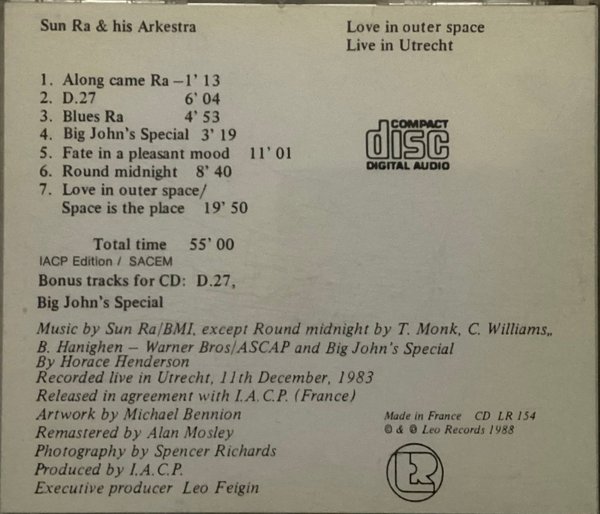 Sun Ra & his Arkestra
Love in outer space
Live in Utrecht
1. Along came Ra –1' 13
2. D.27 6' 04
3. Blues Ra 4' 53
4. Big John's Special 3' 19
5. Fate in a pleasant mood 11' 01
6. Round midnight 8' 40
7. Love in outer space/
Space is the place 19' 50
COMPACT
disc
DIGITAL AUDIO
Total time 55' 00
IACP Edition / SACEM
Bonus tracks for CD: D.27,
Big John's Special
Music by Sun Ra/BMI, except Round midnight by T. Monk, C. Williams,,
B. Hanighen – Warner Bros/ASCAP and Big John's Special
By Horace Henderson
Recorded live in Utrecht, 11th December, 1983
Released in agreement with I.A.C.P. (France)
Artwork by Michael Bennion
Remastered by Alan Mosley
Photography by Spencer Richards
Produced by I.A.C.P.
Executive producer Leo Feigin
Made in France CD LR 154
© & ℗ Leo Records 1988
LR